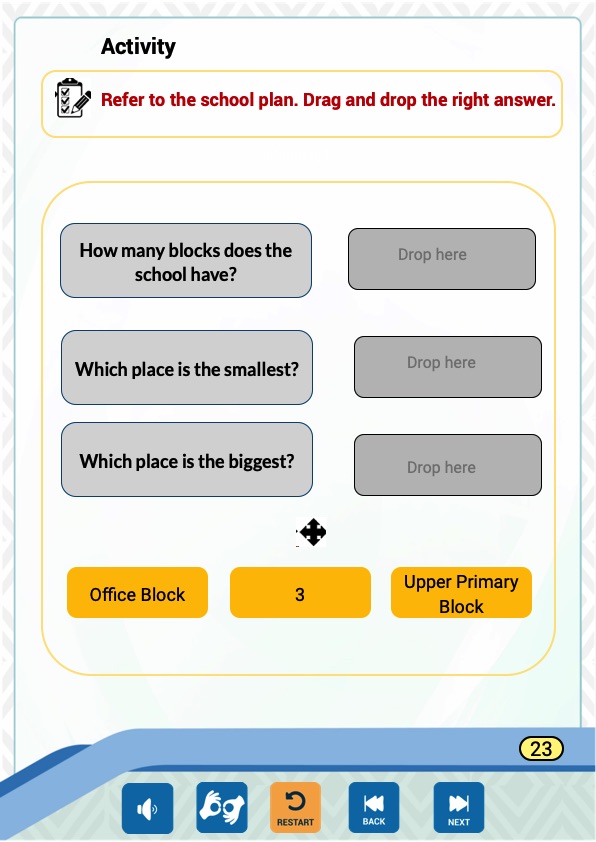 Activity
Refer to the school plan. Drag and drop the right answer.
How many blocks does the
school have?
Drop here
Which place is the smallest?
Drop here
Which place is the biggest?
Drop here
Office Block
3
Upper Primary
Block
23
RESTART
BACK
NEXT